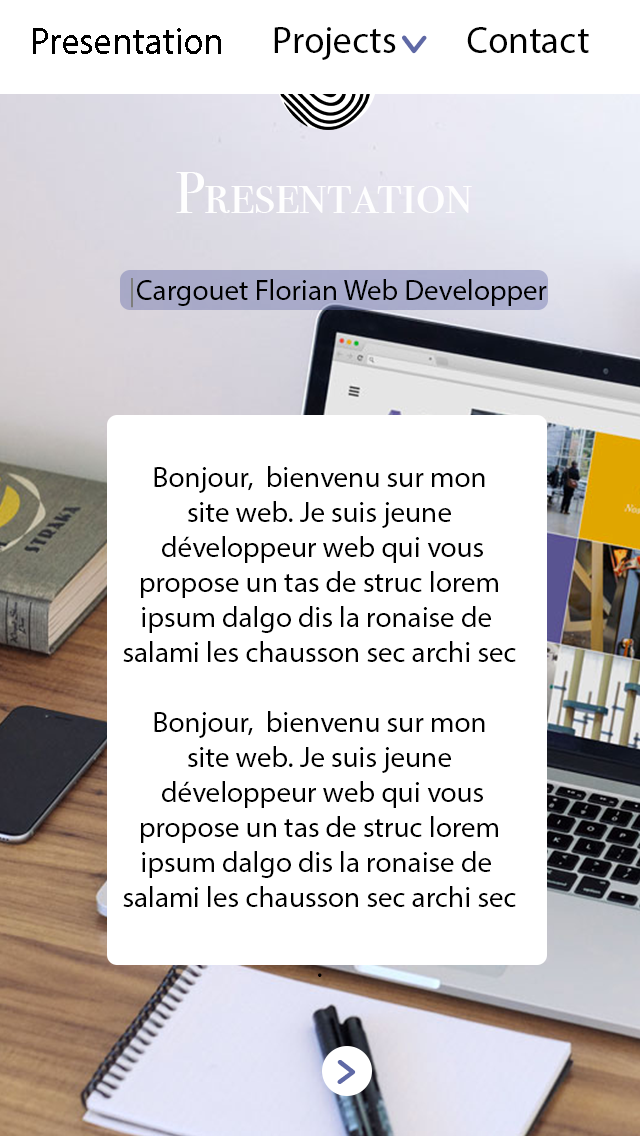 Presentation Projects Contact
PRESENTATION
Cargouet Florian Web Developper
Bonjour, bienvenu sur mon
site web. Je suis jeune
développeur web qui vous
propose un tas de struc lorem
ipsum dalgo dis la ronaise de
salami les chausson sec archi sec
Bonjour, bienvenu sur mon
site web. Je suis jeune
développeur web qui vous
propose un tas de struc lorem
ipsum dalgo dis la ronaise de
salami les chausson sec archi sec
STRAKA